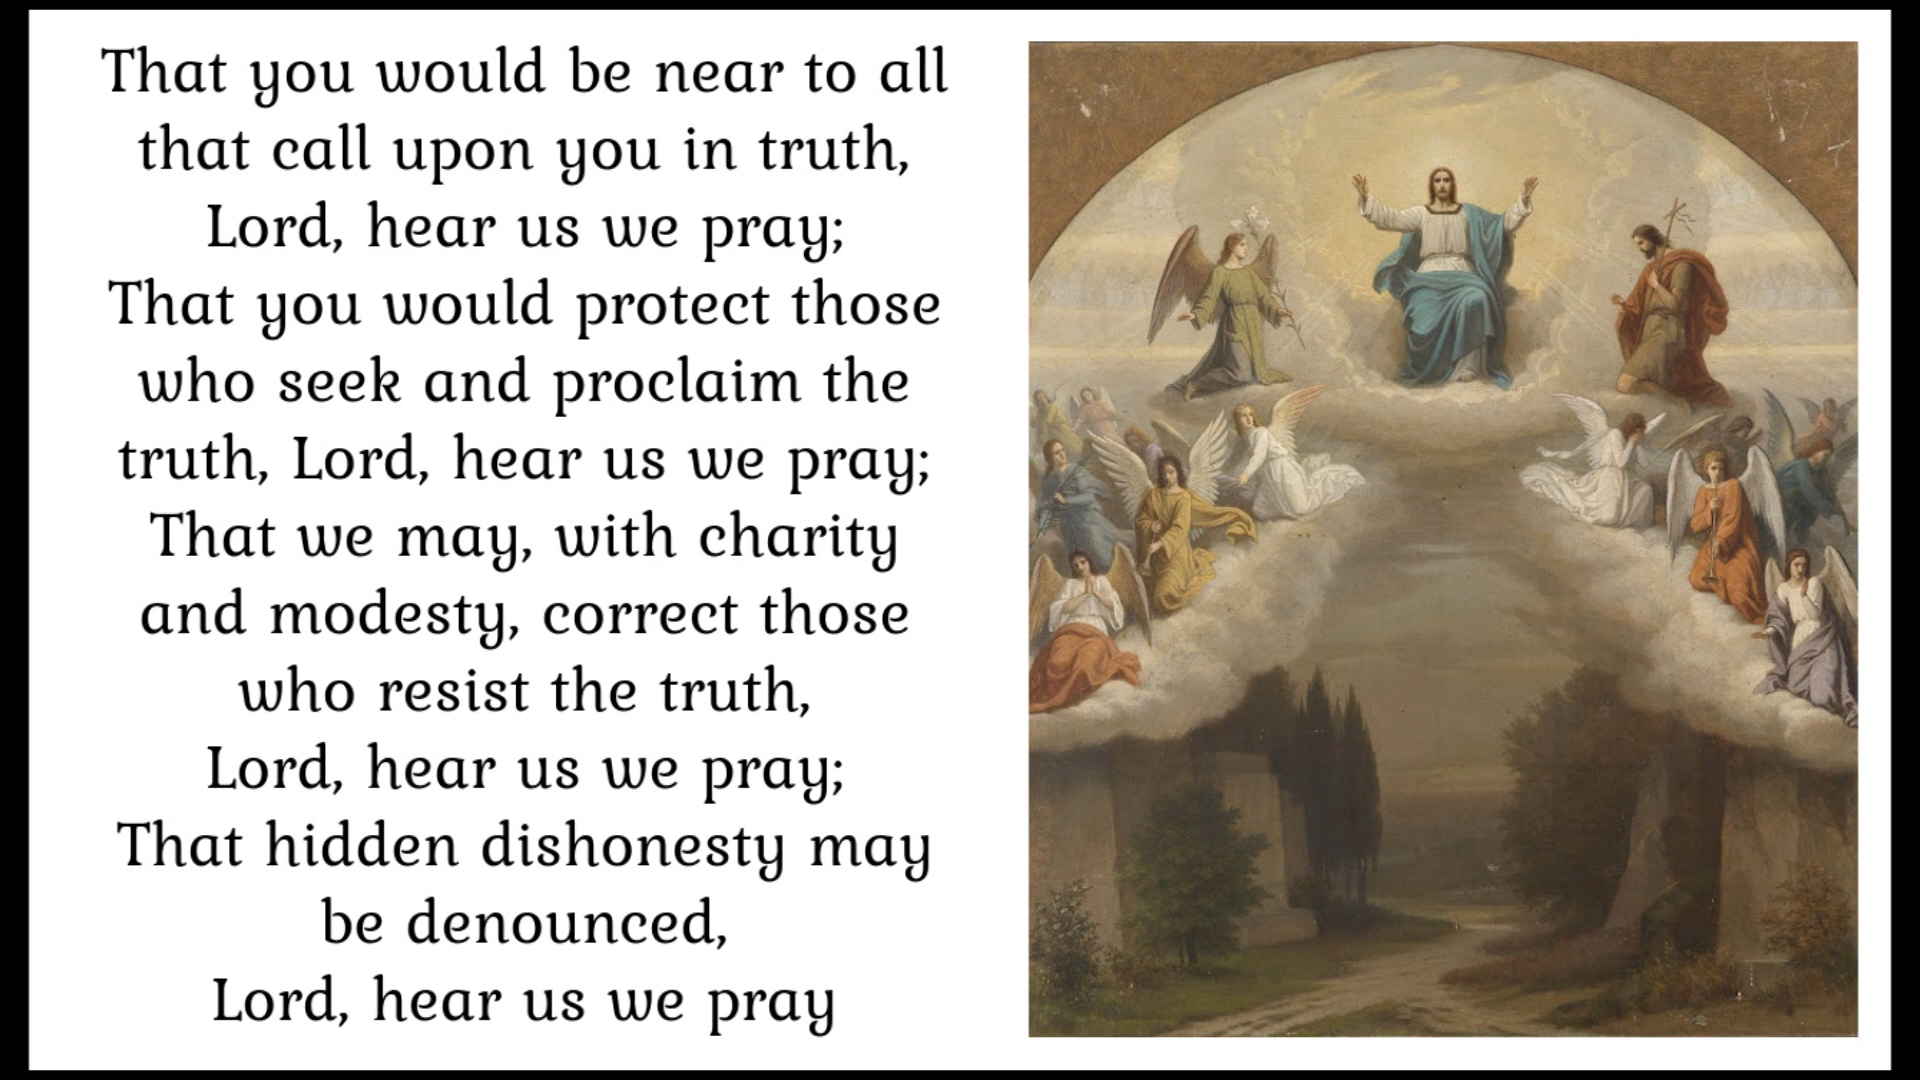 That you would be near to all
that call upon you in truth,
Lord, hear us we pray;
That you would protect those
who seek and proclaim the
truth, Lord, hear us we pray;
That we may, with charity
and modesty, correct those
who resist the truth,
Lord, hear us we pray;
That hidden dishonesty may
be denounced,
Lord, hear us we pray